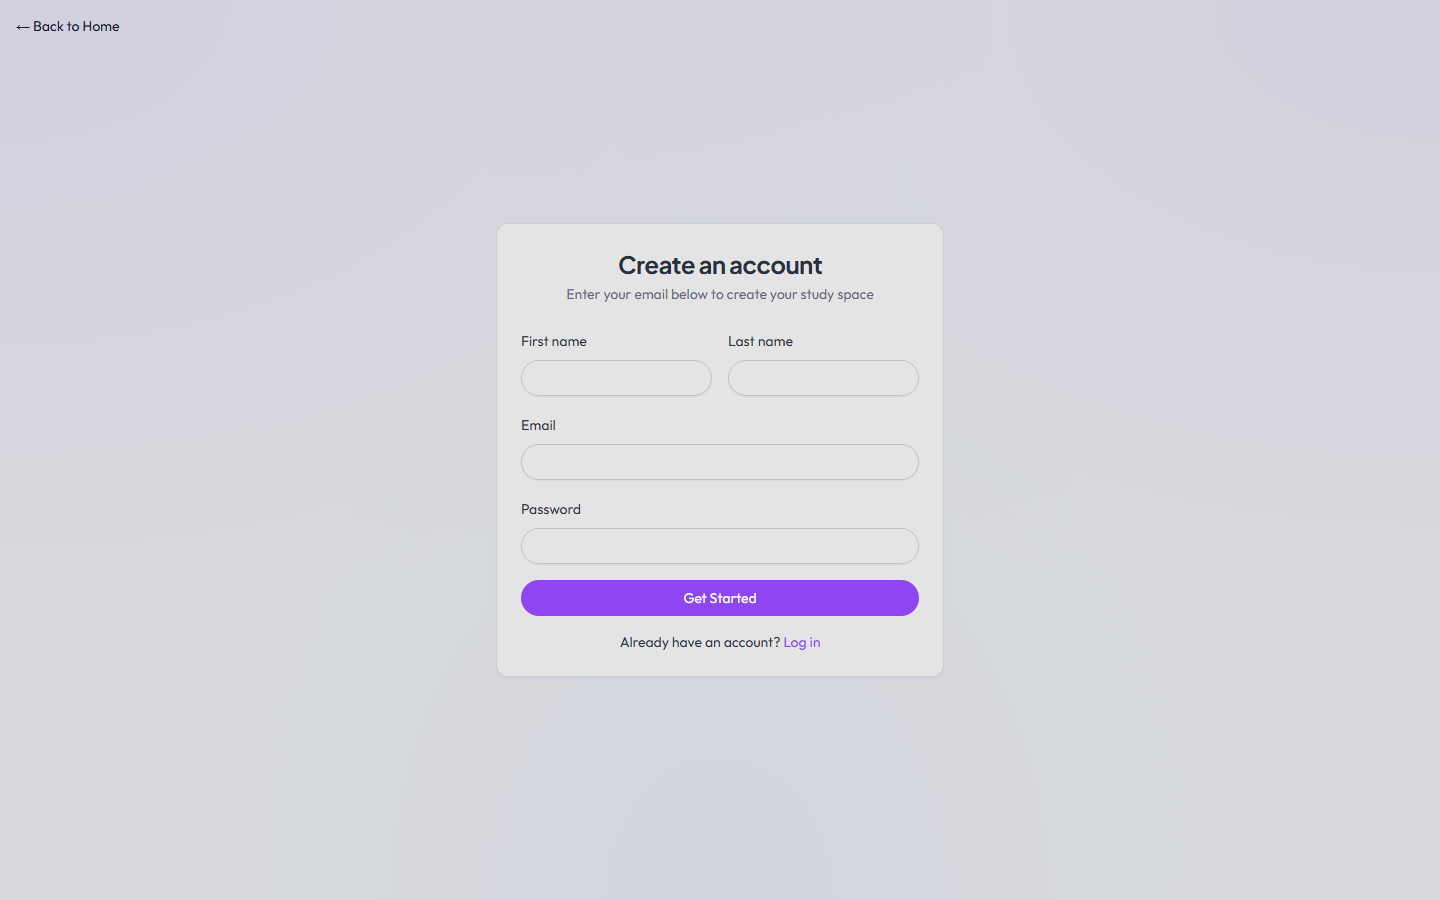 ← Back to Home
Create an account
Enter your email below to create your study space
First name
Last name
Email
Password
Get Started
Already have an account? Log in